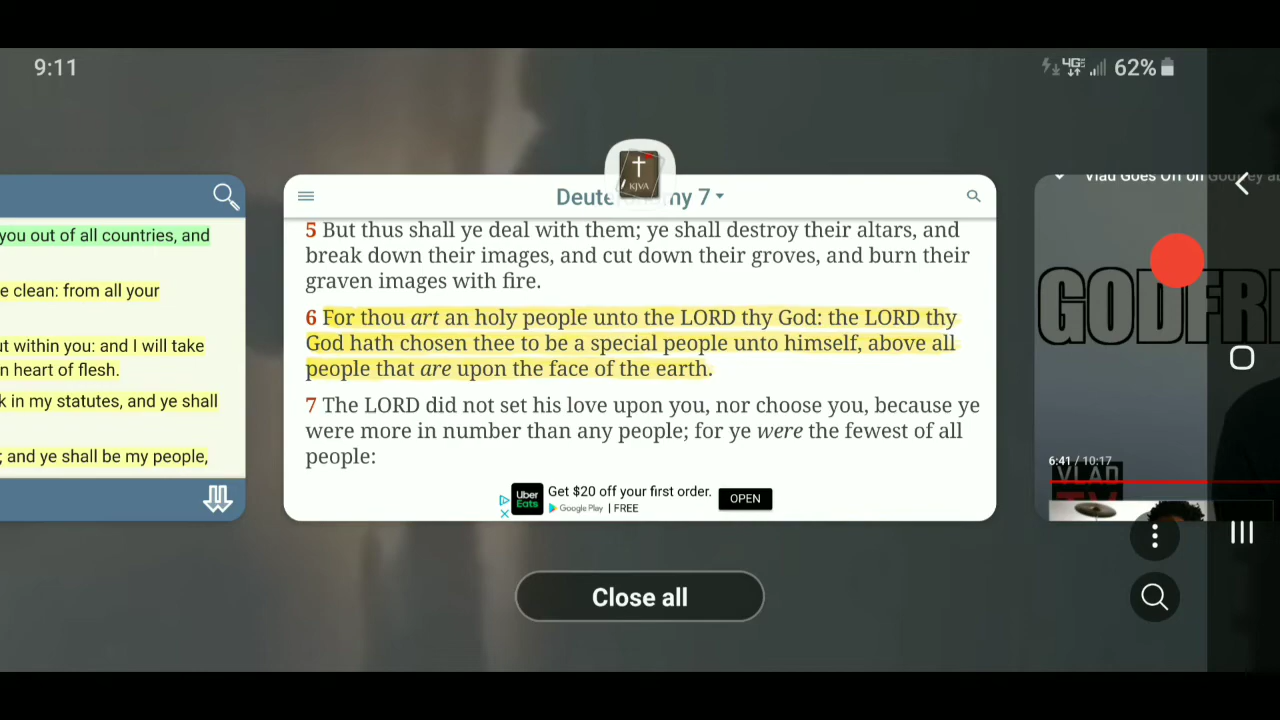 9:11
4G
62%
Vlad Goes Off on
KJVA
Deute my 7
5 But thus shall ye deal with them; ye shall destroy their altars, and
break down their images, and cut down their groves, and burn their
graven images with fire.
6 For thou art an holy people unto the LORD thy God: the LORD thy
God hath chosen thee to be a special people unto himself, above all
people that are upon the face of the earth.
7 The LORD did not set his love upon you, nor choose you, because ye
were more in number than any people; for ye were the fewest of all
people:
Uber
Eats
Get $20 off your first order.
Google Play | FREE
OPEN
you out of all countries, and
e clean: from all your
ut within you: and I will take
n heart of flesh.
k in my statutes, and ye shall
; and ye shall be my people,
GODFR
6:41 / 10:17
VLAD
Close all